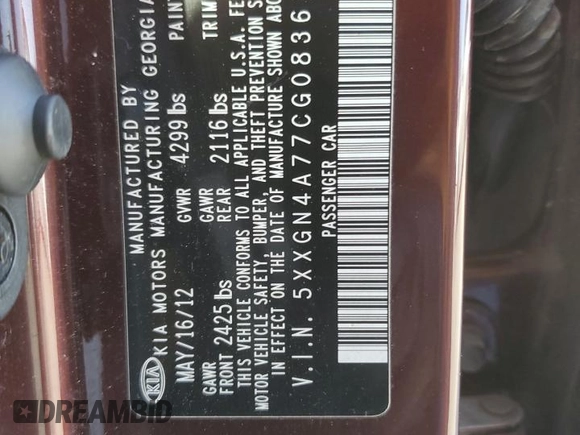 KIA
MANUFACTURED BY
KIA MOTORS MANUFACTURING GEORGIA
MAY/16/12 GVWR 4299 lbs PAINT
GAWR GAWR TRIM
FRONT 2425 lbs REAR 2116 lbs
THIS VEHICLE CONFORMS TO ALL APPLICABLE U.S.A. FE
MOTOR VEHICLE SAFETY, BUMPER, AND THEFT PREVENTION S
IN EFFECT ON THE DATE OF MANUFACTURE SHOWN ABOV
V.I.N. 5XXGN4A77CG0836
PASSENGER CAR
DREAMBID